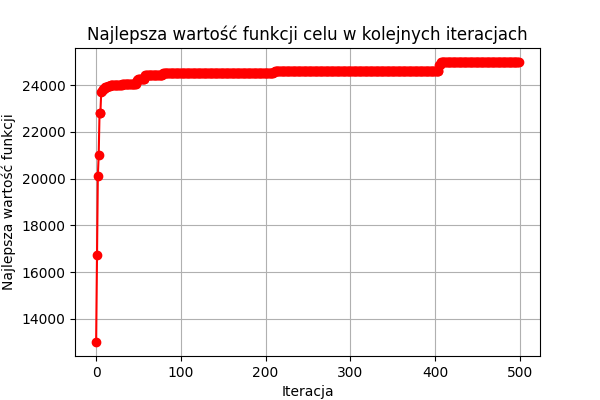 Najlepsza wartość funkcji celu w kolejnych iteracjach
Najlepsza wartość funkcji
24000
22000
20000
18000
16000
14000
0 100 200 300 400 500
Iteracja